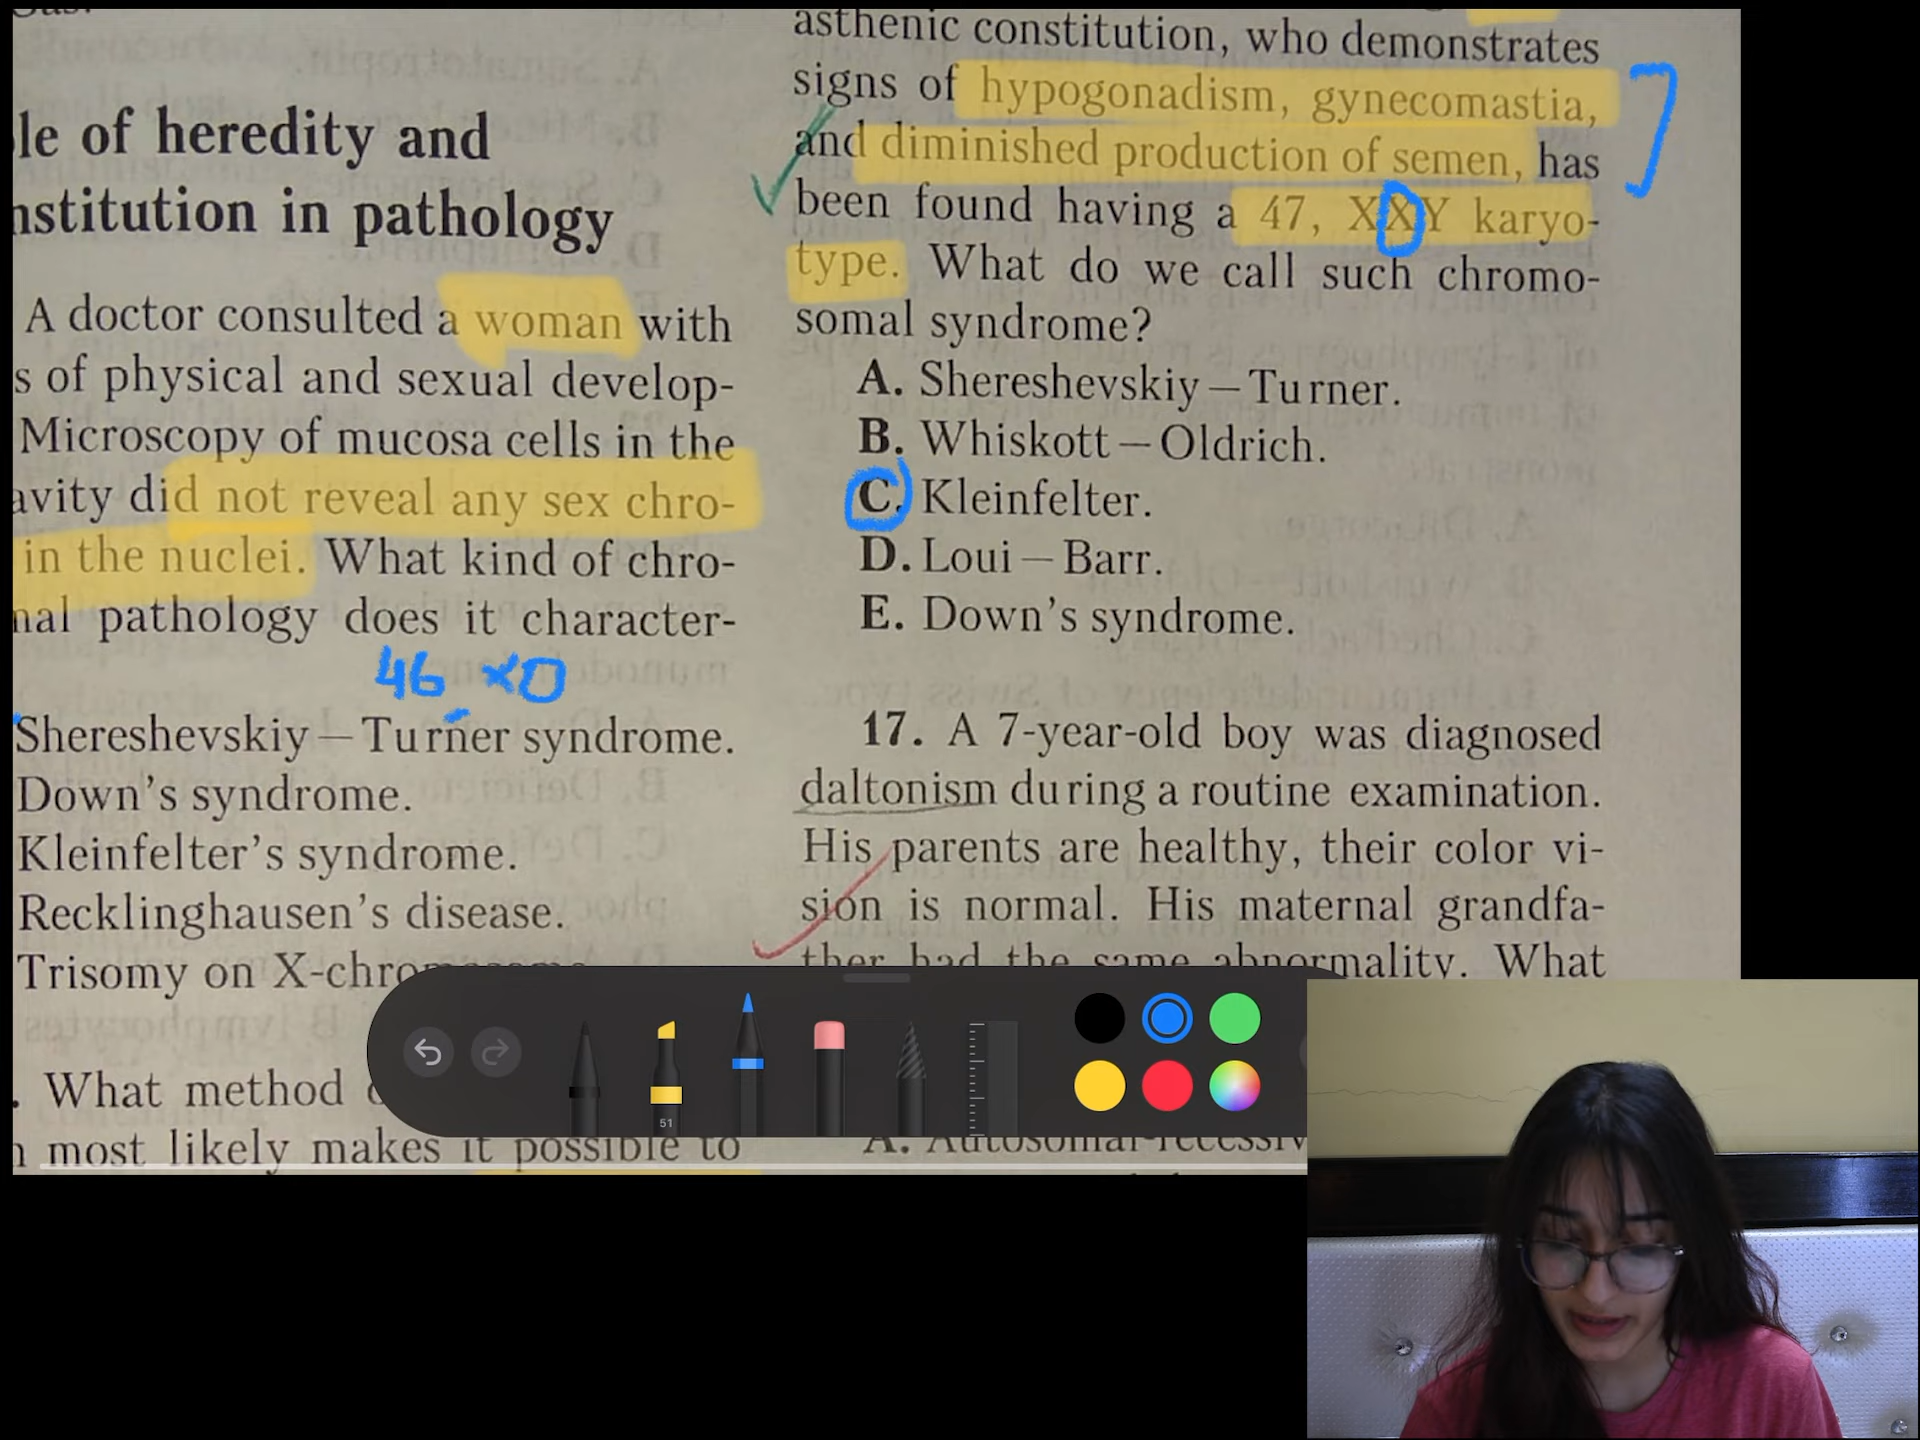 le of heredity and
nstitution in pathology
A doctor consulted a woman with
s of physical and sexual develop-
Microscopy of mucosa cells in the
avity did not reveal any sex chro-
in the nuclei. What kind of chro-
nal pathology does it character-
46 XO
Shereshevskiy – Turner syndrome.
Down's syndrome.
Kleinfelter's syndrome.
Recklinghausen's disease.
Trisomy on X-chromosome
. What method
most likely makes it possible to
asthenic constitution, who demonstrates
signs of hypogonadism, gynecomastia,
and diminished production of semen, has
been found having a 47, XXY karyo-
type. What do we call such chromo-
somal syndrome?
A. Shereshevskiy – Turner.
B. Whiskott – Oldrich.
C. Kleinfelter.
D. Loui – Barr.
E. Down's syndrome.
17. A 7-year-old boy was diagnosed
daltonism during a routine examination.
His parents are healthy, their color vi-
sion is normal. His maternal grandfa-
ther had the same abnormality. What
A. Autosomal-recessiv
51